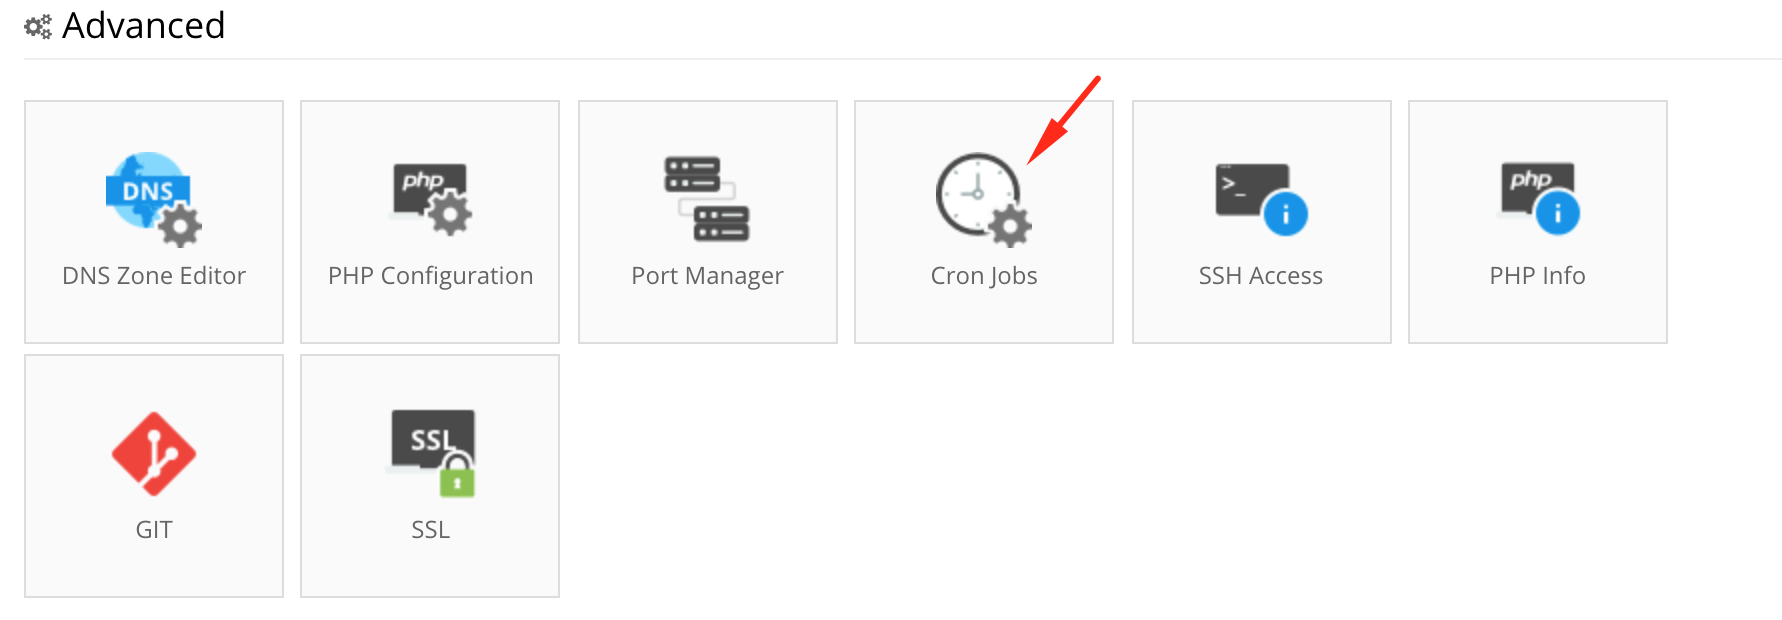 Advanced
DNS
DNS Zone Editor
php
PHP Configuration
Port Manager
Cron Jobs
>_
i
SSH Access
php
i
PHP Info
GIT
SSL
SSL